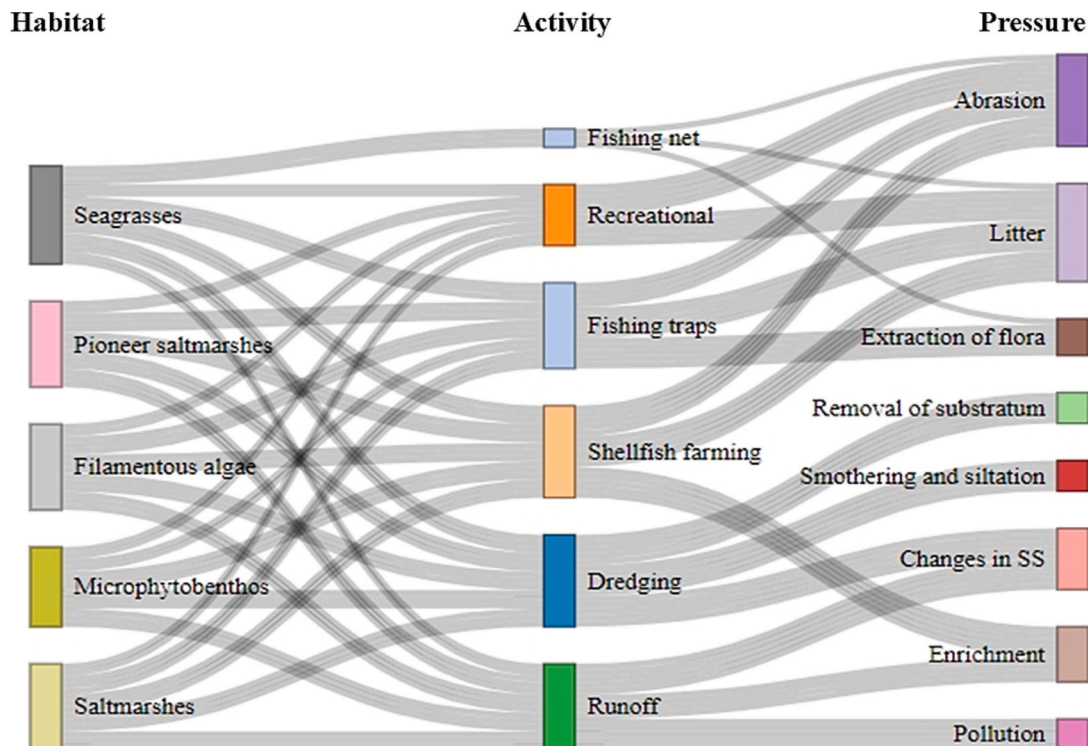 Habitat Activity Pressure
Abrasion
Fishing net
Seagrasses
Recreational
Litter
Fishing traps
Extraction of flora
Pioneer saltmarshes
Removal of substratum
Shellfish farming
Filamentous algae
Smothering and siltation
Changes in SS
Dredging
Microphytobenthos
Enrichment
Saltmarshes
Runoff
Pollution